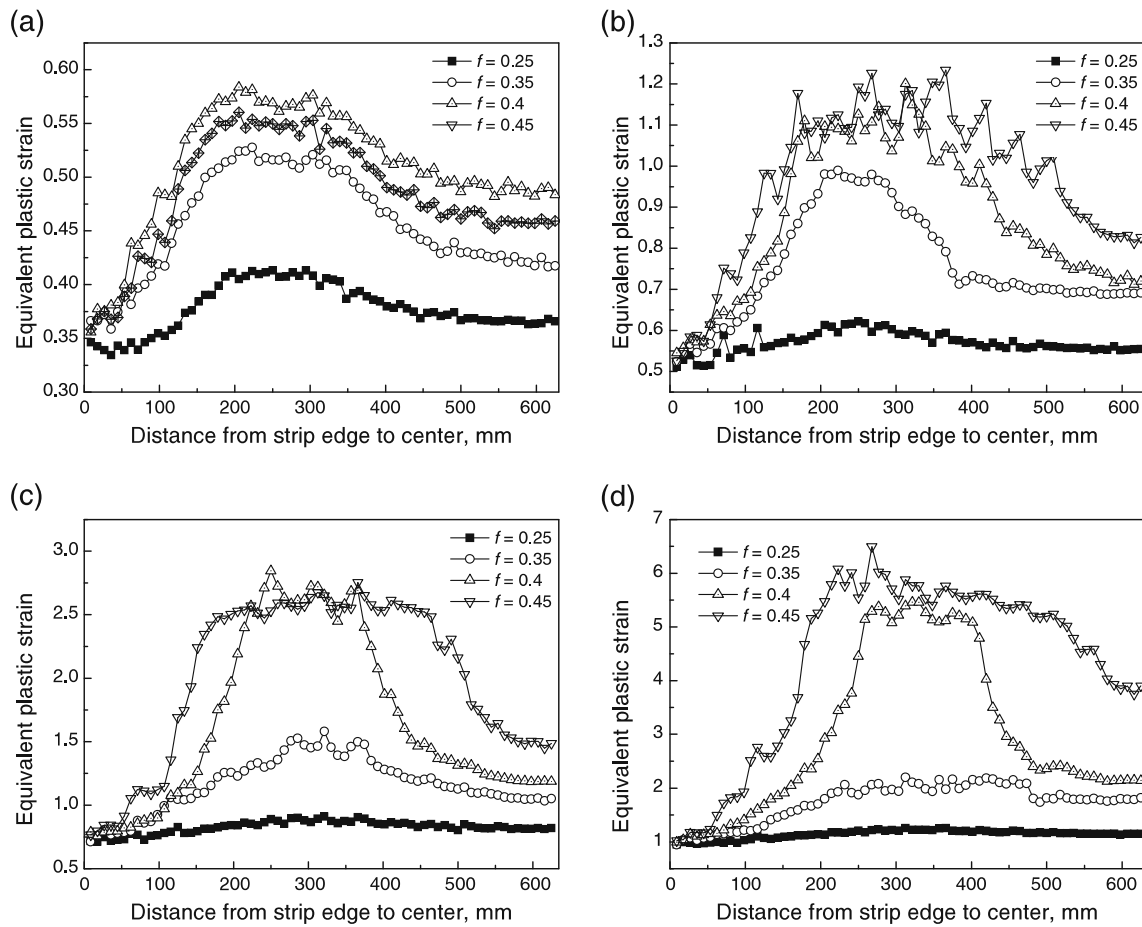 (a)
0.60
0.55
0.50
0.45
0.40
0.35
0.30
Equivalent plastic strain
f = 0.25
f = 0.35
f = 0.4
f = 0.45
0 100 200 300 400 500 600
Distance from strip edge to center, mm
(b)
1.3
1.2
1.1
1.0
0.9
0.8
0.7
0.6
0.5
Equivalent plastic strain
f = 0.25
f = 0.35
f = 0.4
f = 0.45
0 100 200 300 400 500 600
Distance from strip edge to center, mm
(c)
3.0
2.5
2.0
1.5
1.0
0.5
Equivalent plastic strain
f = 0.25
f = 0.35
f = 0.4
f = 0.45
0 100 200 300 400 500 600
Distance from strip edge to center, mm
(d)
7
6
5
4
3
2
1
Equivalent plastic strain
f = 0.25
f = 0.35
f = 0.4
f = 0.45
0 100 200 300 400 500 600
Distance from strip edge to center, mm